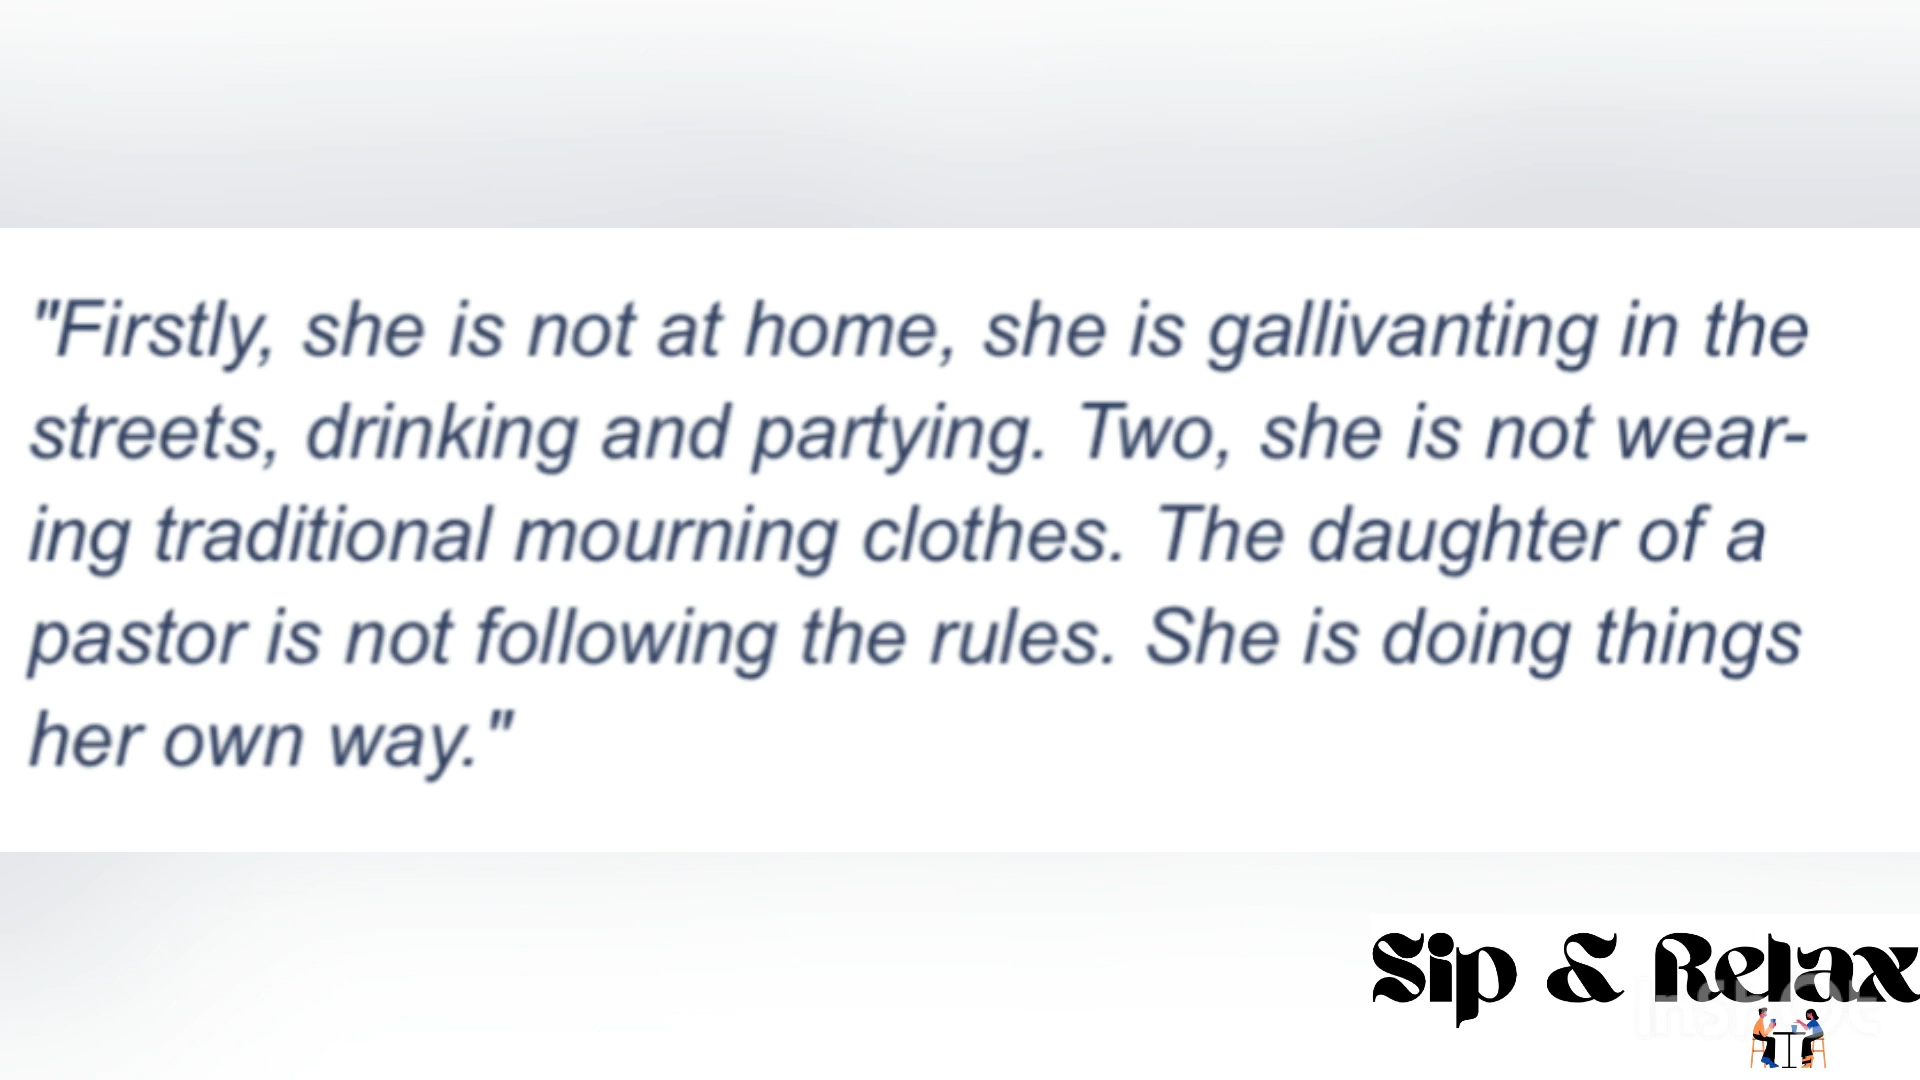 "Firstly, she is not at home, she is gallivanting in the
streets, drinking and partying. Two, she is not wear-
ing traditional mourning clothes. The daughter of a
pastor is not following the rules. She is doing things
her own way."
Sip & Relax
InShOt